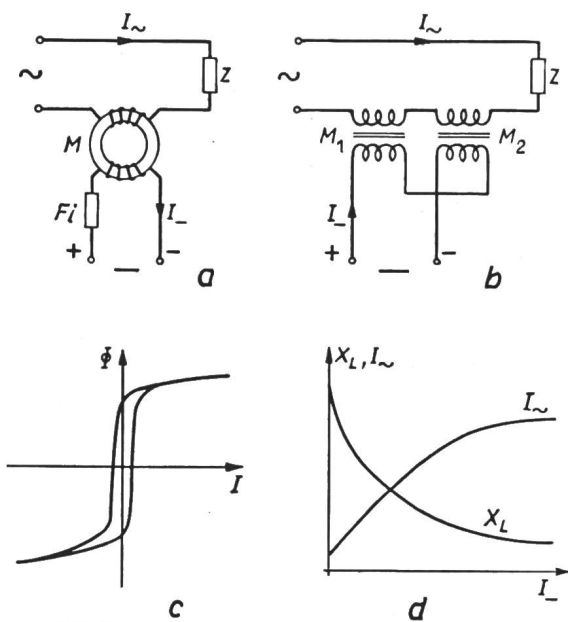 I~
~
Z
M
Fi
I_
+
–
—
a
I~
~
Z
M1
M2
I_
+
—
–
b
Φ
I
c
XL, I~
I~
XL
I_
d